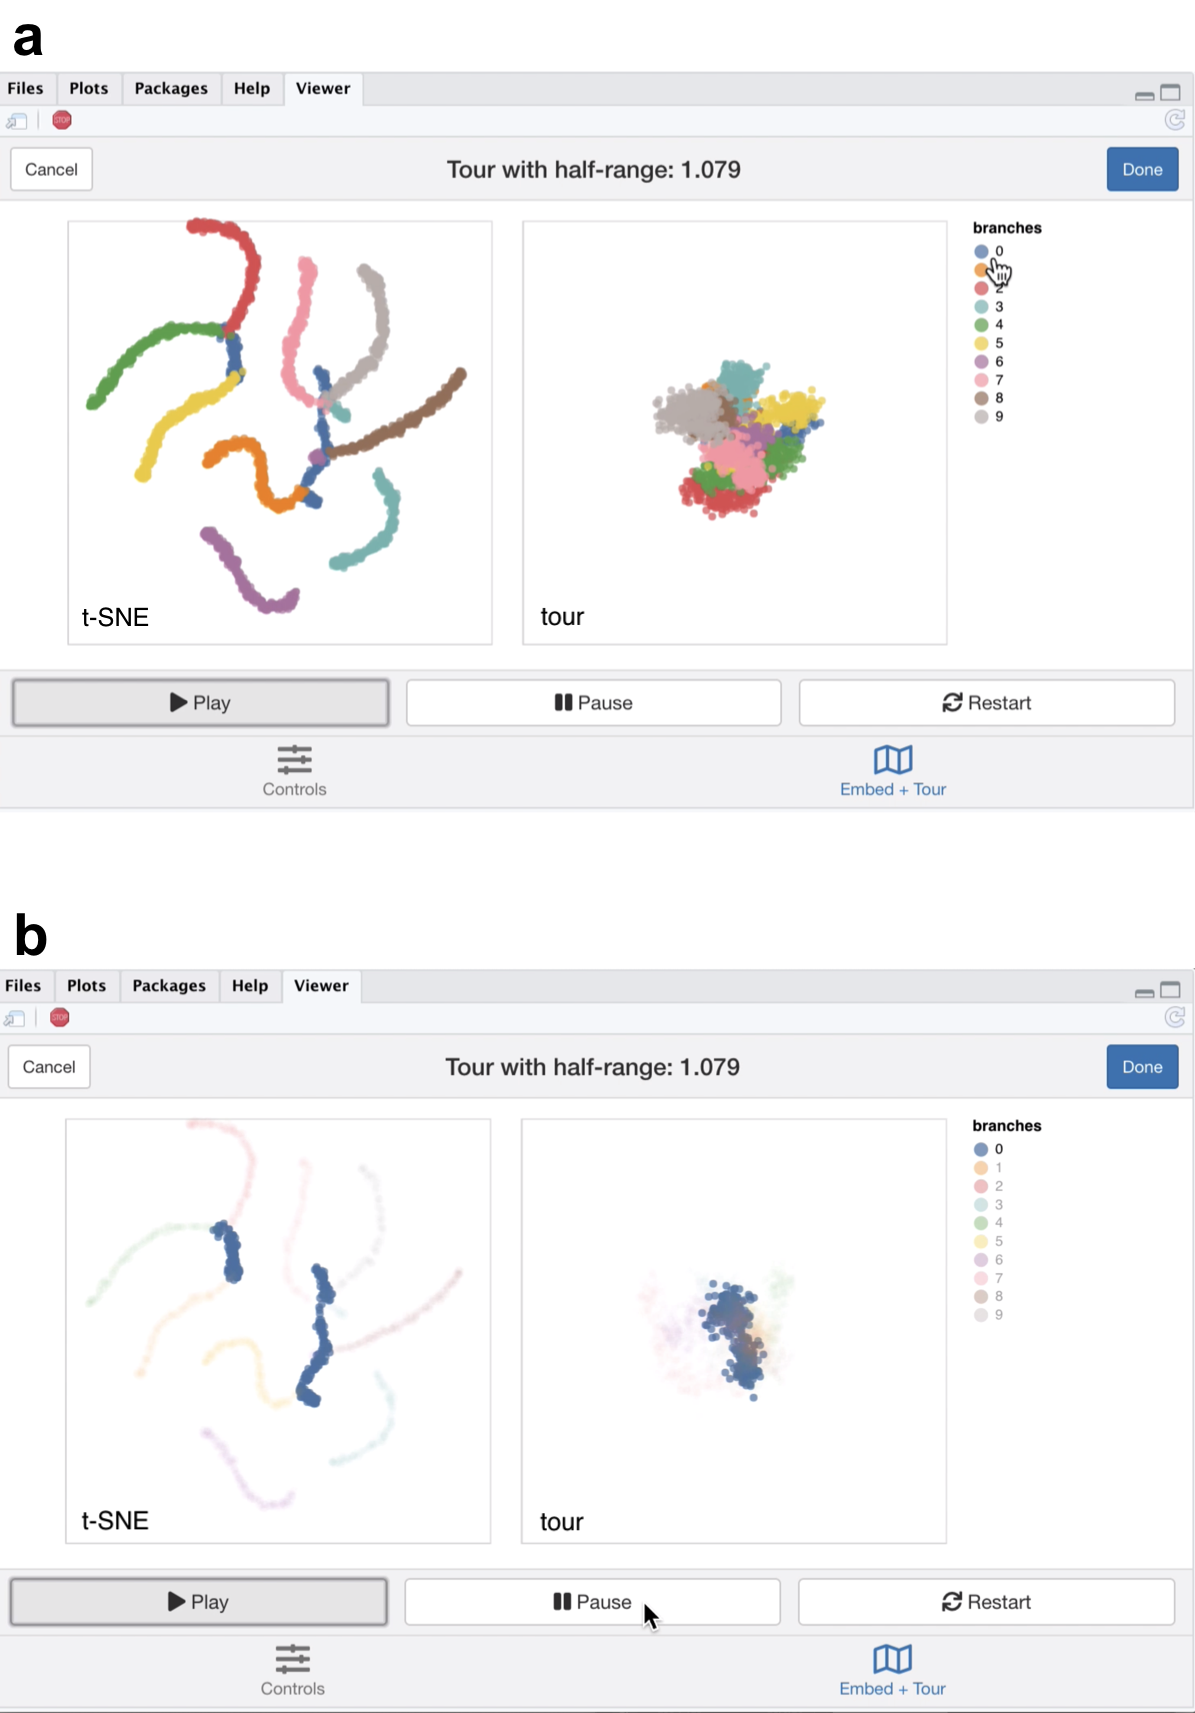 a
Files Plots Packages Help Viewer
STOP
Cancel Tour with half-range: 1.079 Done
branches
0
2
3
4
5
6
7
8
9
t-SNE tour
Play Pause Restart
Controls Embed + Tour
b
Files Plots Packages Help Viewer
STOP
Cancel Tour with half-range: 1.079 Done
branches
0
1
2
3
4
5
6
7
8
9
t-SNE tour
Play Pause Restart
Controls Embed + Tour